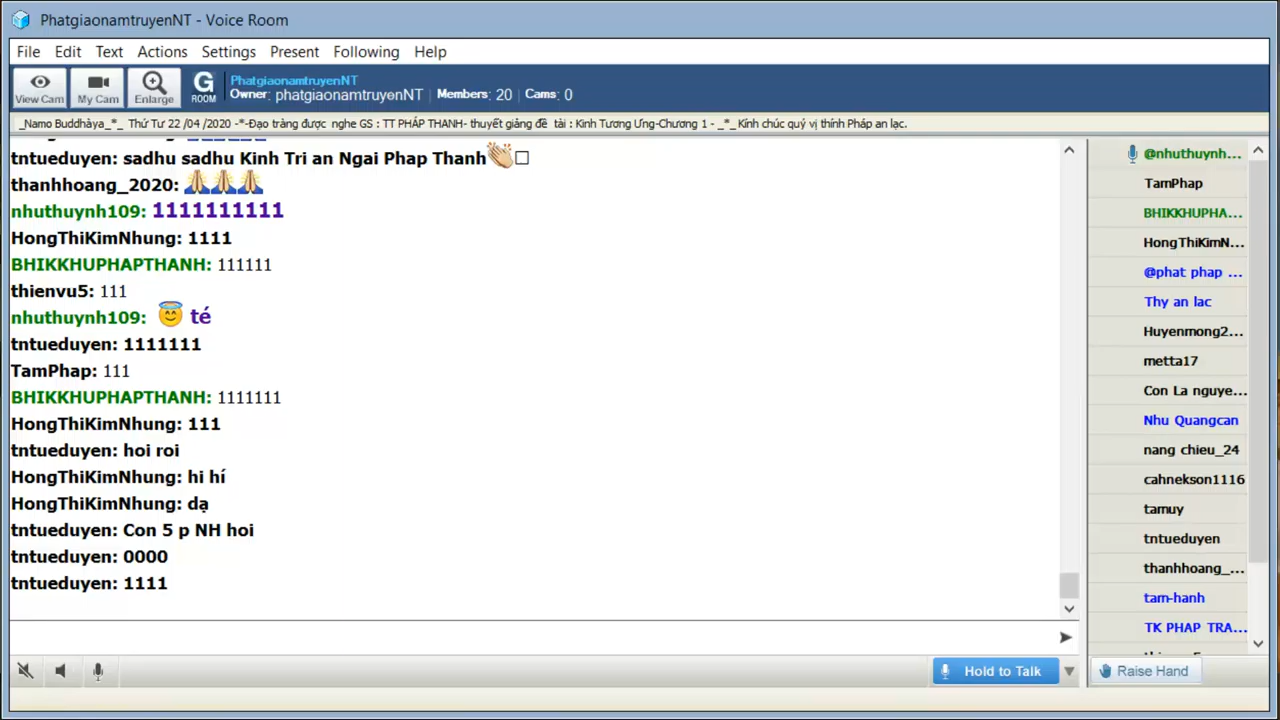 PhatgiaonamtruyenNT - Voice Room
File Edit Text Actions Settings Present Following Help
View Cam My Cam Enlarge G ROOM
PhatgiaonamtruyenNT
Owner: phatgiaonamtruyenNT Members: 20 Cams: 0
_Namo Buddhàya_*_ Thứ Tư 22 /04 /2020 -*-Đạo tràng được nghe GS : TT PHÁP THANH- thuyết giảng đề tài : Kinh Tương Ưng-Chương 1 - _*_ Kính chúc quý vị thính Pháp an lạc.
tntueduyen: sadhu sadhu Kinh Tri an Ngai Phap Thanh👏□
thanhhoang_2020: 🙏🙏🙏
nhuthuynh109: 1111111111
HongThiKimNhung: 1111
BHIKKHUPHAPTHANH: 111111
thienvu5: 111
nhuthuynh109: 😇 té
tntueduyen: 1111111
TamPhap: 111
BHIKKHUPHAPTHANH: 1111111
HongThiKimNhung: 111
tntueduyen: hoi roi
HongThiKimNhung: hi hí
HongThiKimNhung: dạ
tntueduyen: Con 5 p NH hoi
tntueduyen: 0000
tntueduyen: 1111
@nhuthuynh...
TamPhap
BHIKKHUPHA...
HongThiKimN...
@phat phap ...
Thy an lac
Huyenmong2...
metta17
Con La nguye...
Nhu Quangcan
nang chieu_24
cahnekson1116
tamuy
tntueduyen
thanhhoang_...
tam-hanh
TK PHAP TRA...
Hold to Talk
Raise Hand